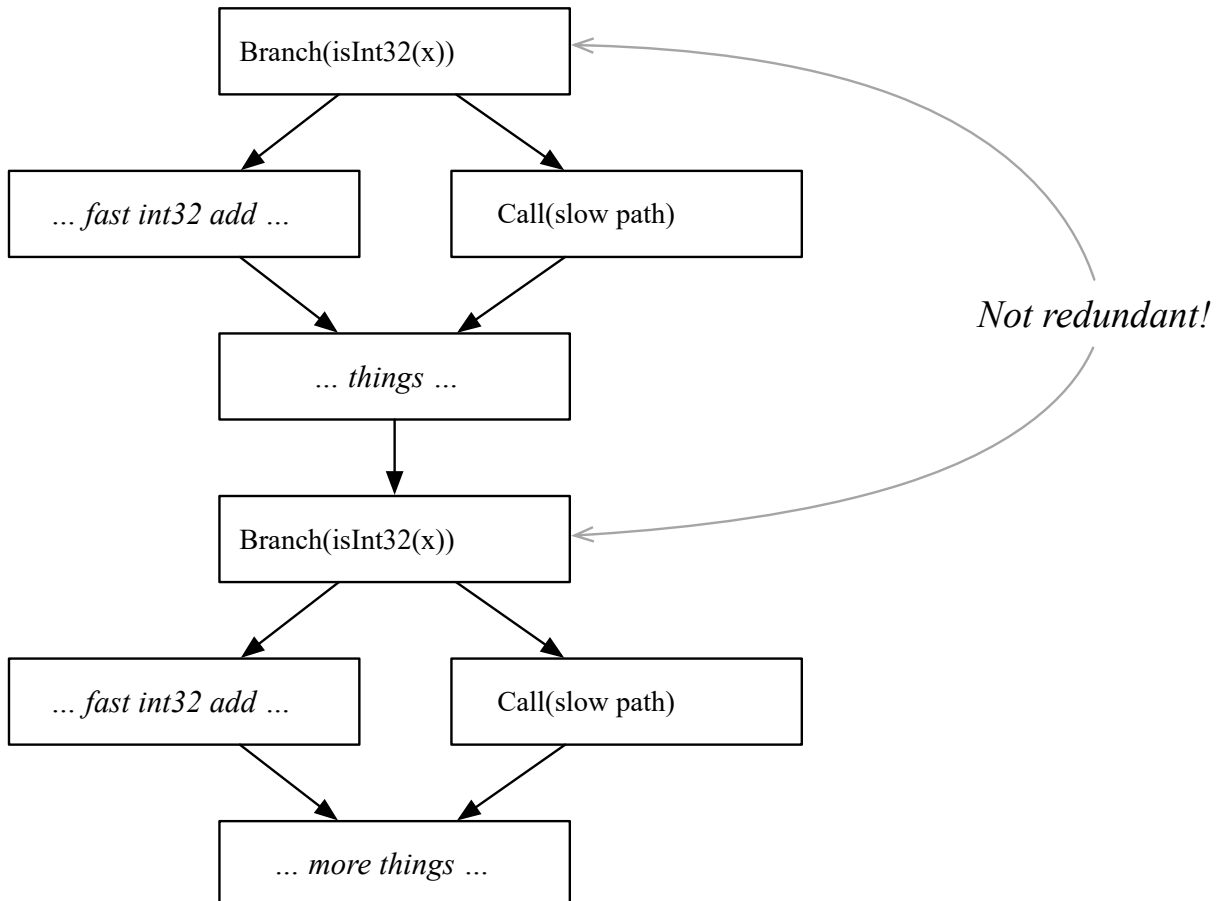 Branch(isInt32(x))
... fast int32 add ...
Call(slow path)
Not redundant!
... things ...
Branch(isInt32(x))
... fast int32 add ...
Call(slow path)
... more things ...